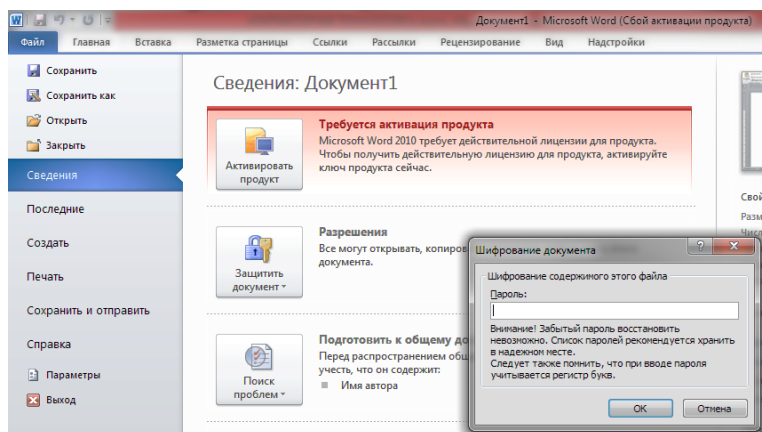 Документ1 - Microsoft Word (Сбой активации продукта)
Файл Главная Вставка Разметка страницы Ссылки Рассылки Рецензирование Вид Надстройки
Сохранить
Сохранить как
Открыть
Закрыть
Сведения
Последние
Создать
Печать
Сохранить и отправить
Справка
Параметры
Выход
Сведения: Документ1
Активировать
продукт
Требуется активация продукта
Microsoft Word 2010 требует действительной лицензии для продукта.
Чтобы получить действительную лицензию для продукта, активируйте
ключ продукта сейчас.
Защитить
документ
Разрешения
Все могут открывать, копиров
документа.
Поиск
проблем
Подготовить к общему до
Перед распространением общ
учесть, что он содержит:
Имя автора
Свой
Разм
Числ
Шифрование документа
Шифрование содержимого этого файла
Пароль:
Внимание! Забытый пароль восстановить
невозможно. Список паролей рекомендуется хранить
в надежном месте.
Следует также помнить, что при вводе пароля
учитывается регистр букв.
ОК Отмена